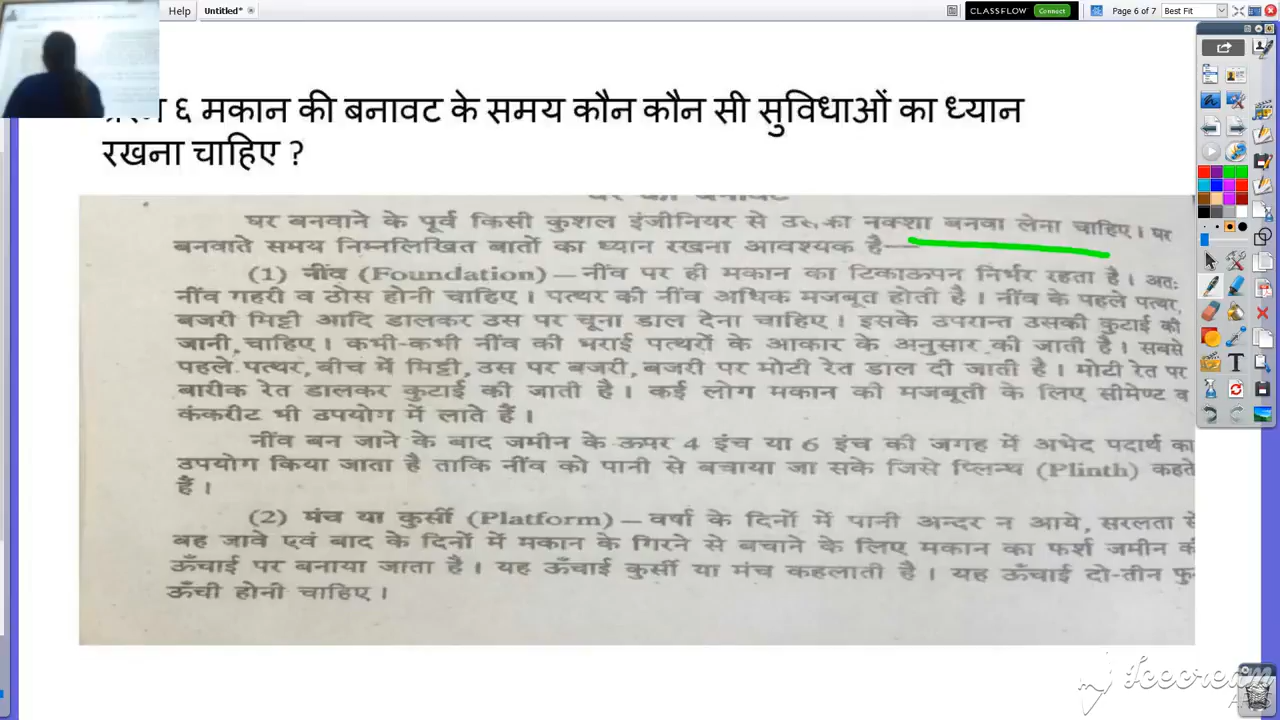 Help Untitled* CLASSFLOW Connect Page 6 of 7 Best Fit
६ मकान की बनावट के समय कौन कौन सी सुविधाओं का ध्यान
रखना चाहिए ?
घर बनवाने के पूर्व किसी कुशल इंजीनियर से नक्शा बनवा लेना चाहिए। घर
बनवाते समय निम्नलिखित बातों का ध्यान रखना आवश्यक है—
(1) नींव (Foundation) – नींव पर ही मकान का टिकाऊपन निर्भर रहता है। अतः
नींव गहरी व ठोस होनी चाहिए। पत्थर की नींव अधिक मजबूत होती है। नींव के पहले पत्थर,
बजरी मिट्टी आदि डालकर उस पर चूना डाल देना चाहिए। इसके उपरान्त उसकी कुटाई की
जानी चाहिए। कभी-कभी नींव की भराई पत्थरों के आकार के अनुसार की जाती है। सबसे
पहले पत्थर, बीच में मिट्टी, उस पर बजरी, बजरी पर मोटी रेत डाल दी जाती है। मोटी रेत पर
बारीक रेत डालकर कुटाई की जाती है। कई लोग मकान की मजबूती के लिए सीमेण्ट व
कंकरीट भी उपयोग में लाते हैं।
नींव बन जाने के बाद जमीन के ऊपर 4 इंच या 6 इंच की जगह में अभेद पदार्थ का
उपयोग किया जाता है ताकि नींव को पानी से बचाया जा सके जिसे प्लिन्थ (Plinth) कहते
हैं।
(2) मंच या कुर्सी (Platform) – वर्षा के दिनों में पानी अन्दर न आये, सरलता से
बह जावे एवं बाद के दिनों में मकान के गिरने से बचाने के लिए मकान का फर्श जमीन की
ऊँचाई पर बनाया जाता है। यह ऊँचाई कुर्सी या मंच कहलाती है। यह ऊँचाई दो-तीन
ऊँची होनी चाहिए।
Icecream
APPS